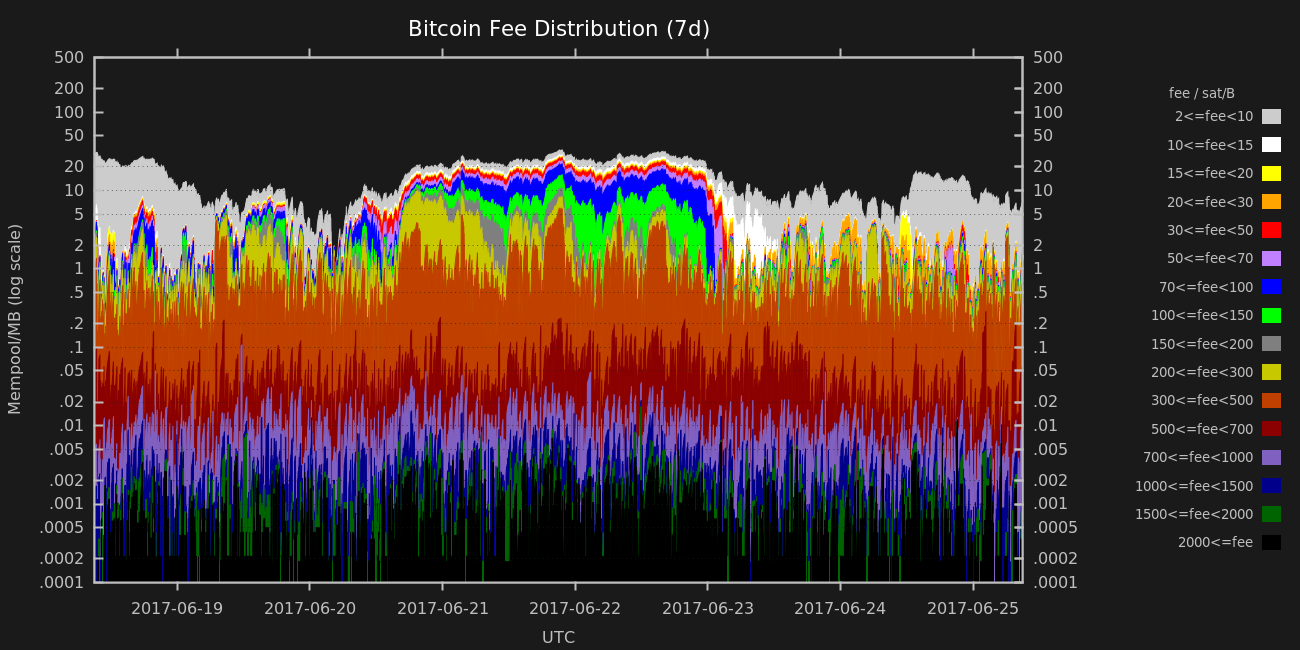 Bitcoin Fee Distribution (7d)
500
200
100
50
20
10
5
2
1
.5
.2
.1
.05
.02
.01
.005
.002
.001
.0005
.0002
.0001
Mempool/MB (log scale)
500
200
100
50
20
10
5
2
1
.5
.2
.1
.05
.02
.01
.005
.002
.001
.0005
.0002
.0001
2017-06-19 2017-06-20 2017-06-21 2017-06-22 2017-06-23 2017-06-24 2017-06-25
UTC
fee / sat/B
2<=fee<10
10<=fee<15
15<=fee<20
20<=fee<30
30<=fee<50
50<=fee<70
70<=fee<100
100<=fee<150
150<=fee<200
200<=fee<300
300<=fee<500
500<=fee<700
700<=fee<1000
1000<=fee<1500
1500<=fee<2000
2000<=fee